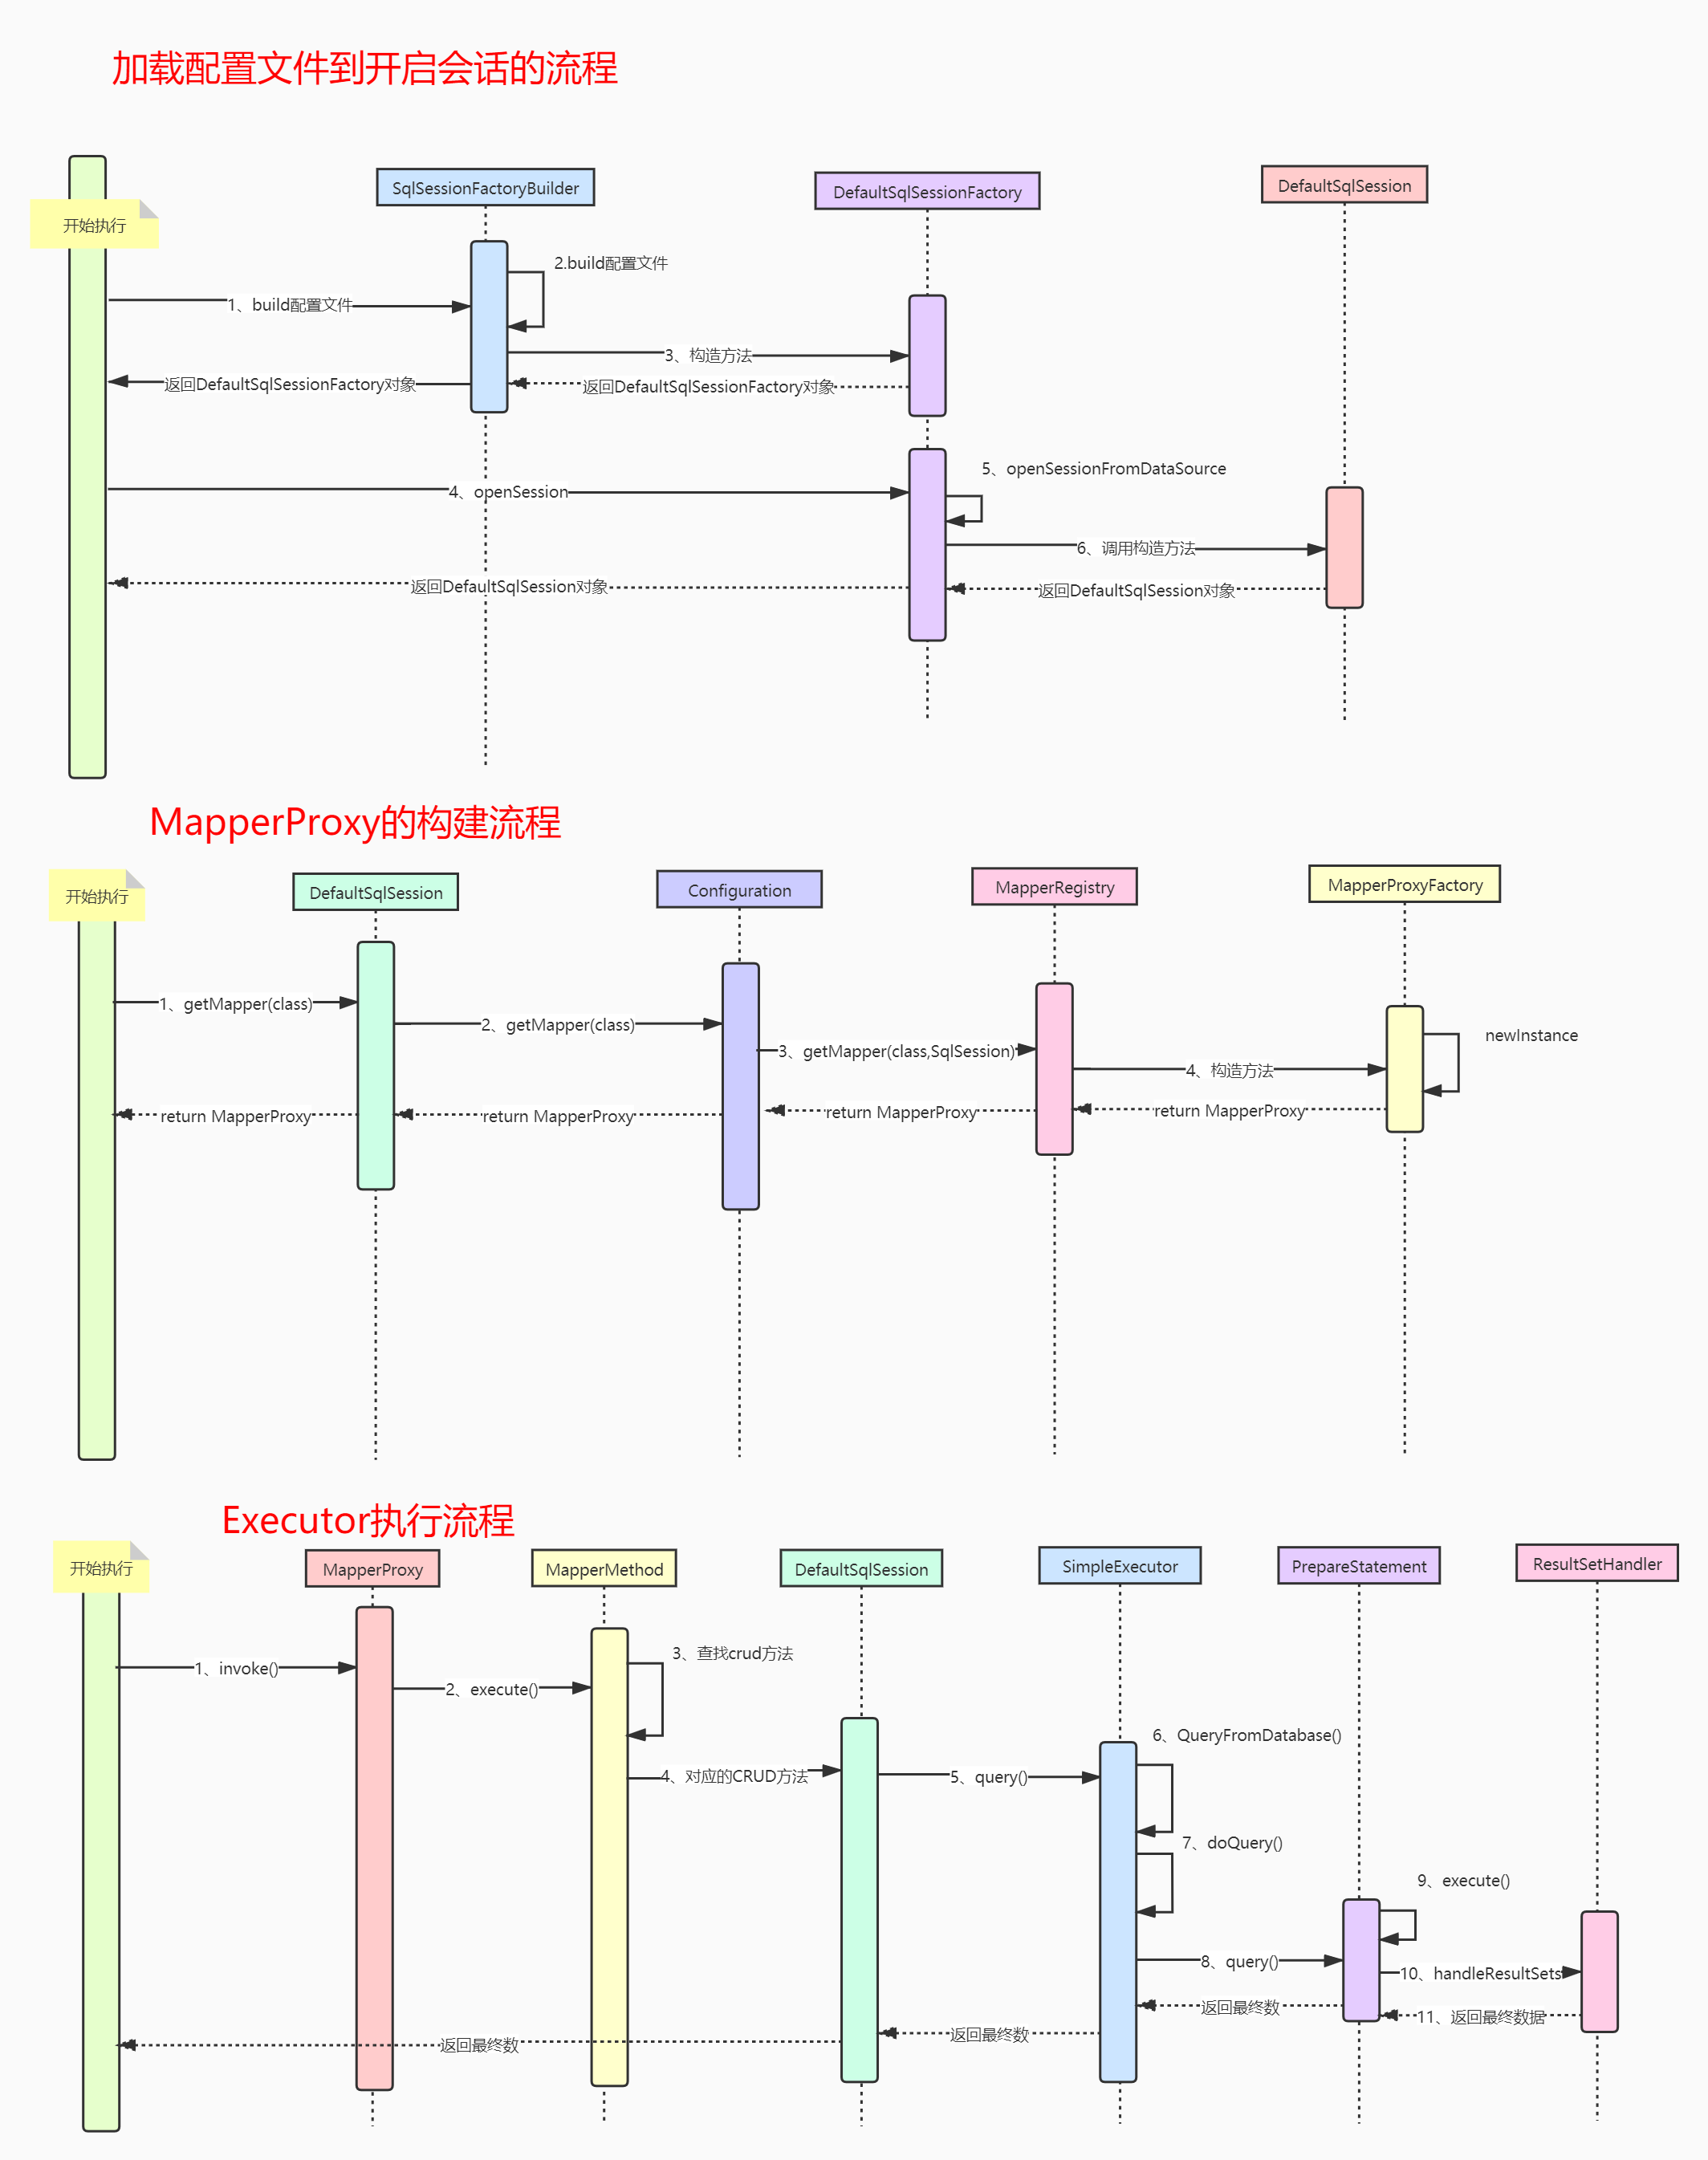 加载配置文件到开启会话的流程
SqlSessionFactoryBuilder
DefaultSqlSessionFactory
DefaultSqlSession
开始执行
2.build配置文件
1、build配置文件
3、构造方法
返回DefaultSqlSessionFactory对象
返回DefaultSqlSessionFactory对象
5、openSessionFromDataSource
4、openSession
6、调用构造方法
返回DefaultSqlSession对象
返回DefaultSqlSession对象
MapperProxy的构建流程
开始执行
DefaultSqlSession
Configuration
MapperRegistry
MapperProxyFactory
1、getMapper(class)
2、getMapper(class)
3、getMapper(class,SqlSession)
newInstance
4、构造方法
return MapperProxy
return MapperProxy
return MapperProxy
return MapperProxy
Executor执行流程
开始执行
MapperProxy
MapperMethod
DefaultSqlSession
SimpleExecutor
PrepareStatement
ResultSetHandler
3、查找crud方法
1、invoke()
2、execute()
6、QueryFromDatabase()
4、对应的CRUD方法
5、query()
7、doQuery()
9、execute()
8、query()
10、handleResultSets
返回最终数
11、返回最终数据
返回最终数
返回最终数